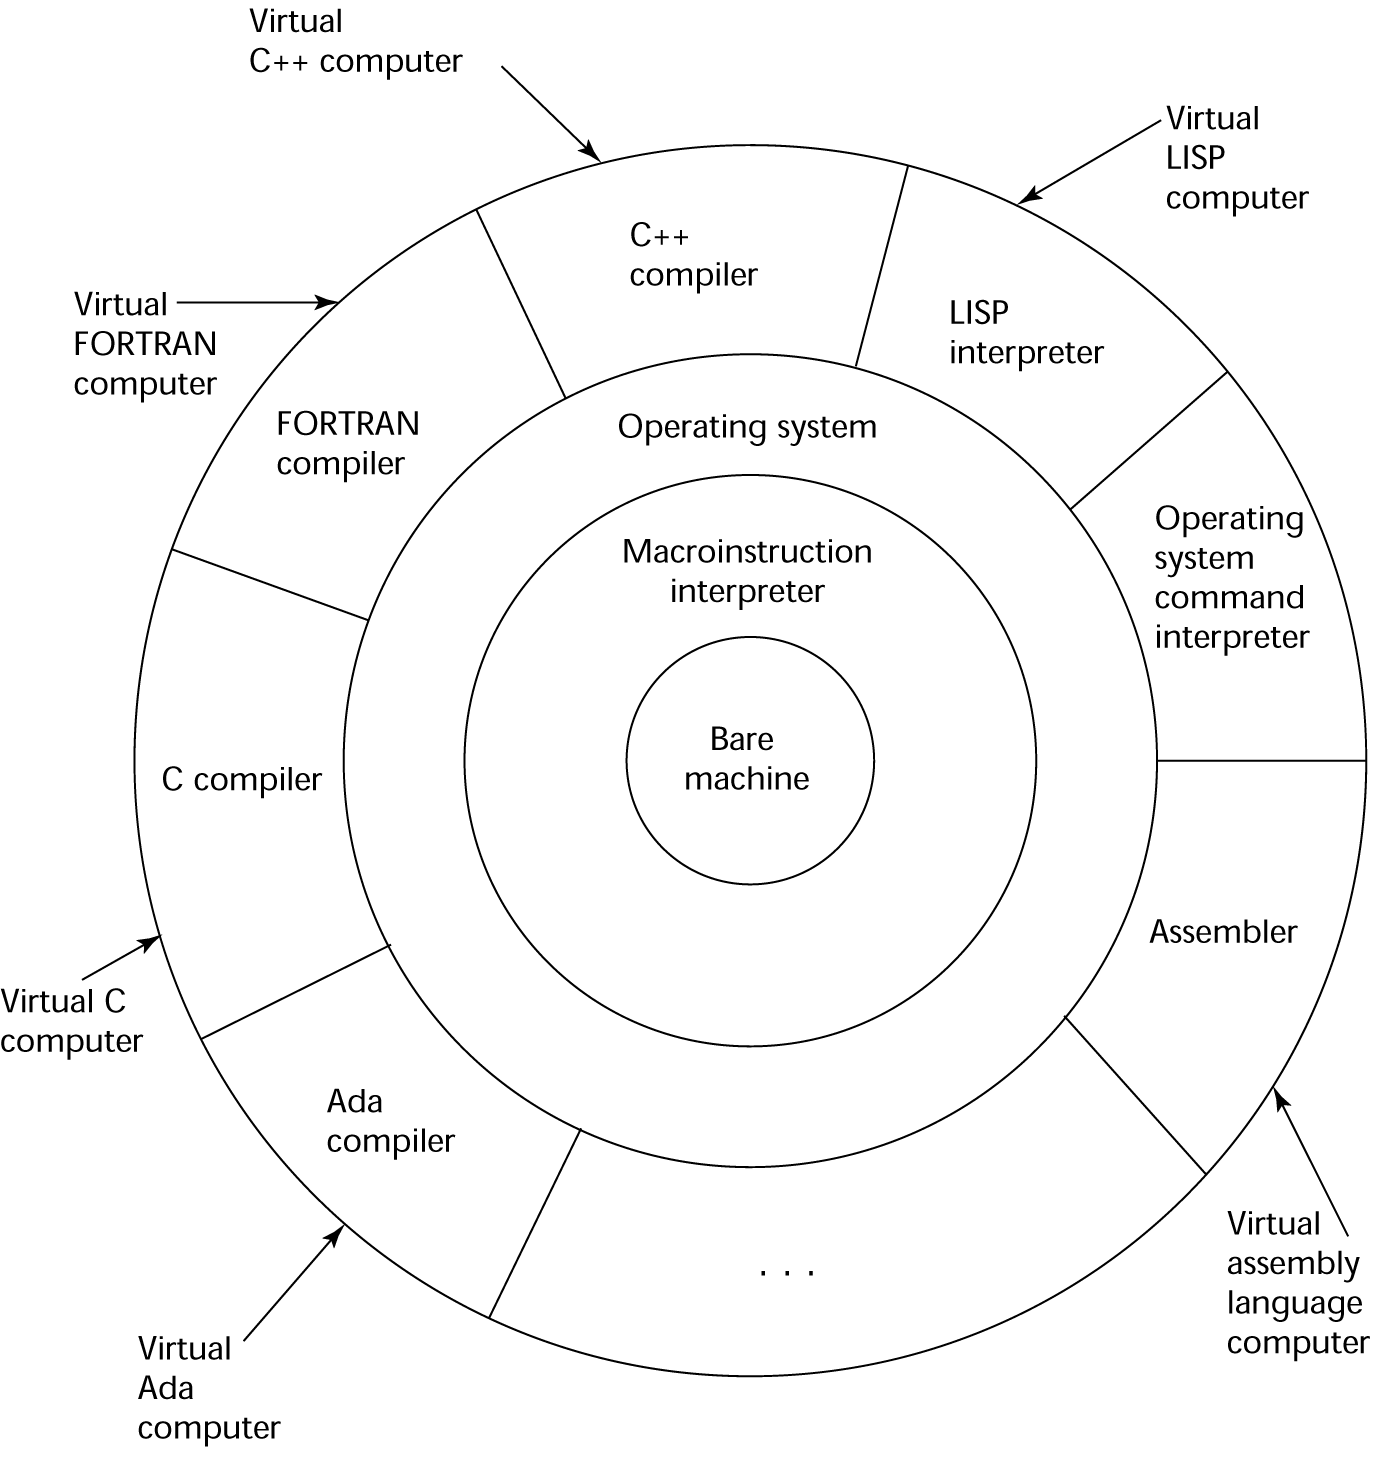 Virtual
C++ computer
Virtual
LISP
computer
C++
compiler
LISP
interpreter
Virtual
FORTRAN
computer
FORTRAN
compiler
Operating system
Operating
system
command
interpreter
Macroinstruction
interpreter
Bare
machine
C compiler
Assembler
Virtual C
computer
Ada
compiler
Virtual
assembly
language
computer
. . .
Virtual
Ada
computer